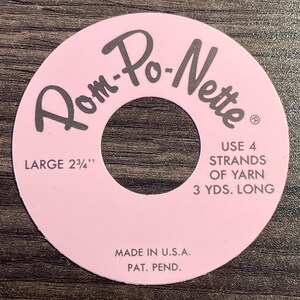 Pom-Po-Nette®
LARGE 2¾"
USE 4
STRANDS
OF YARN
3 YDS. LONG
MADE IN U.S.A.
PAT. PEND.